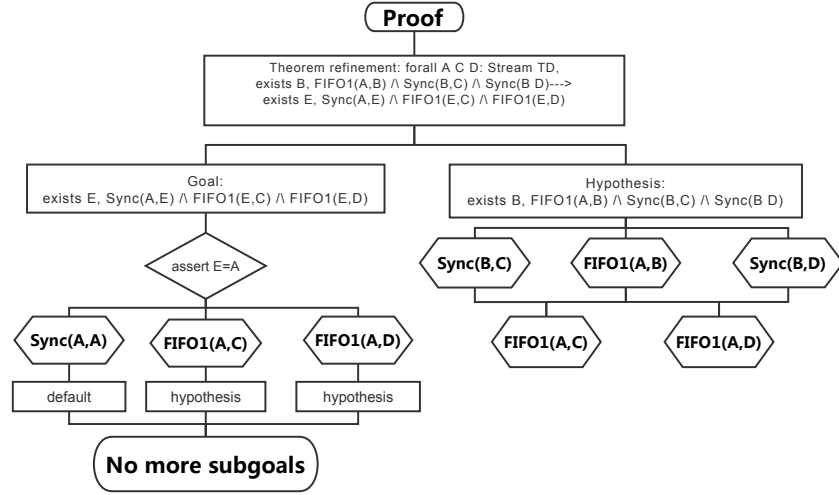 Proof
Theorem refinement: forall A C D: Stream TD,
exists B, FIFO1(A,B) /\ Sync(B,C) /\ Sync(B D)--->
exists E, Sync(A,E) /\ FIFO1(E,C) /\ FIFO1(E,D)
Goal:
exists E, Sync(A,E) /\ FIFO1(E,C) /\ FIFO1(E,D)
Hypothesis:
exists B, FIFO1(A,B) /\ Sync(B,C) /\ Sync(B D)
assert E=A
Sync(B,C)
FIFO1(A,B)
Sync(B,D)
Sync(A,A)
FIFO1(A,C)
FIFO1(A,D)
FIFO1(A,C)
FIFO1(A,D)
default
hypothesis
hypothesis
No more subgoals